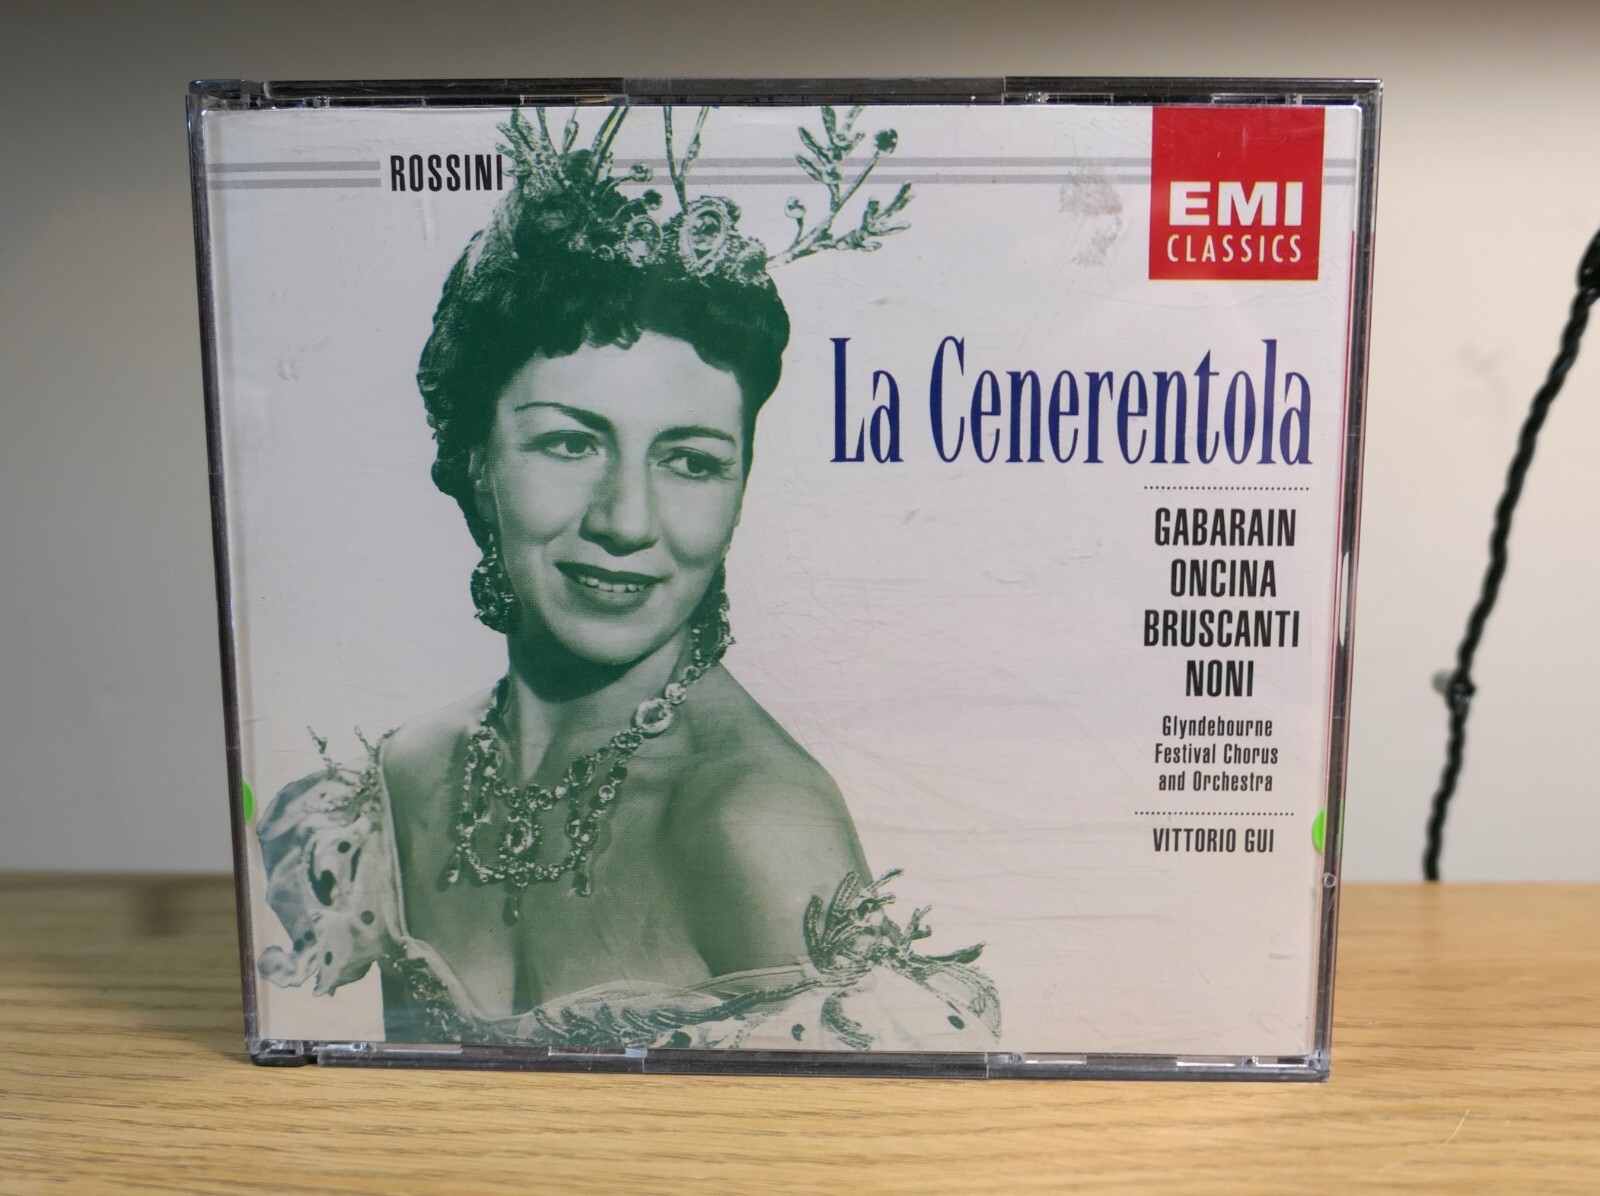 ROSSINI
EMI
CLASSICS
La Cenerentola
GABARAIN
ONCINA
BRUSCANTI
NONI
Glyndebourne
Festival Chorus
and Orchestra
VITTORIO GUI